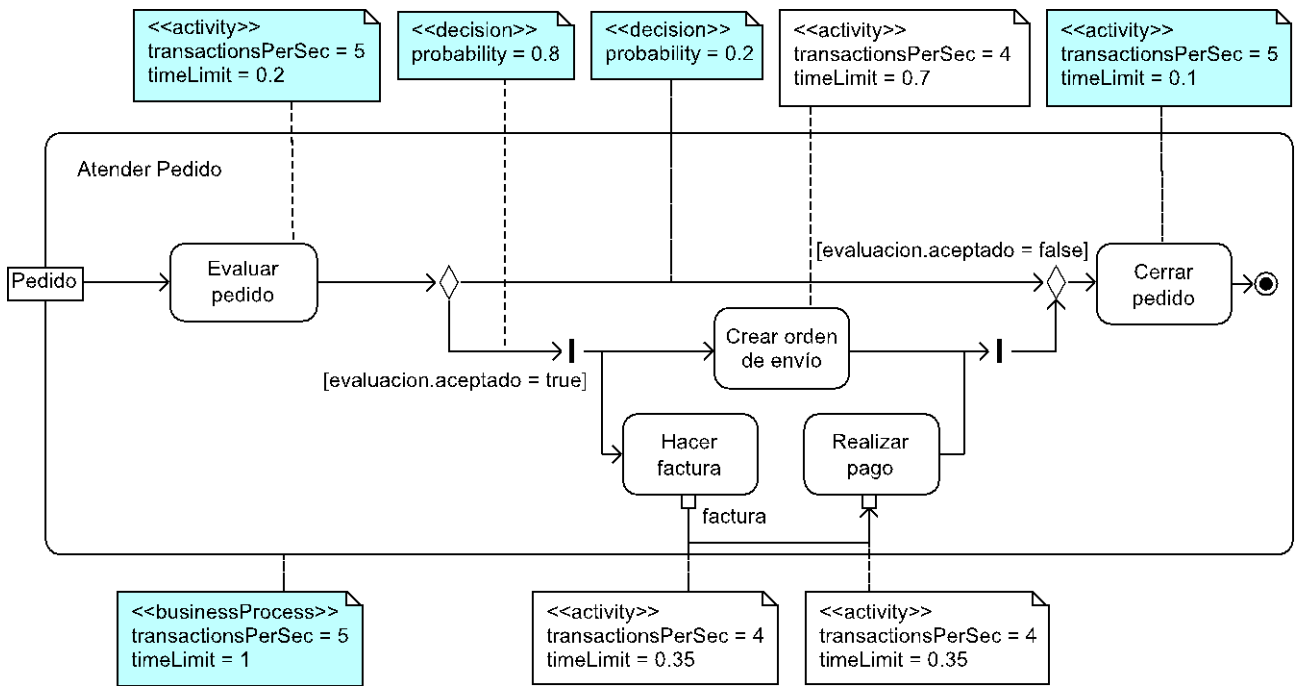 <<activity>>
transactionsPerSec = 5
timeLimit = 0.2
<<decision>>
probability = 0.8
<<decision>>
probability = 0.2
<<activity>>
transactionsPerSec = 4
timeLimit = 0.7
<<activity>>
transactionsPerSec = 5
timeLimit = 0.1
Atender Pedido
Pedido
Evaluar
pedido
[evaluacion.aceptado = false]
Cerrar
pedido
[evaluacion.aceptado = true]
Crear orden
de envío
Hacer
factura
Realizar
pago
factura
<<businessProcess>>
transactionsPerSec = 5
timeLimit = 1
<<activity>>
transactionsPerSec = 4
timeLimit = 0.35
<<activity>>
transactionsPerSec = 4
timeLimit = 0.35